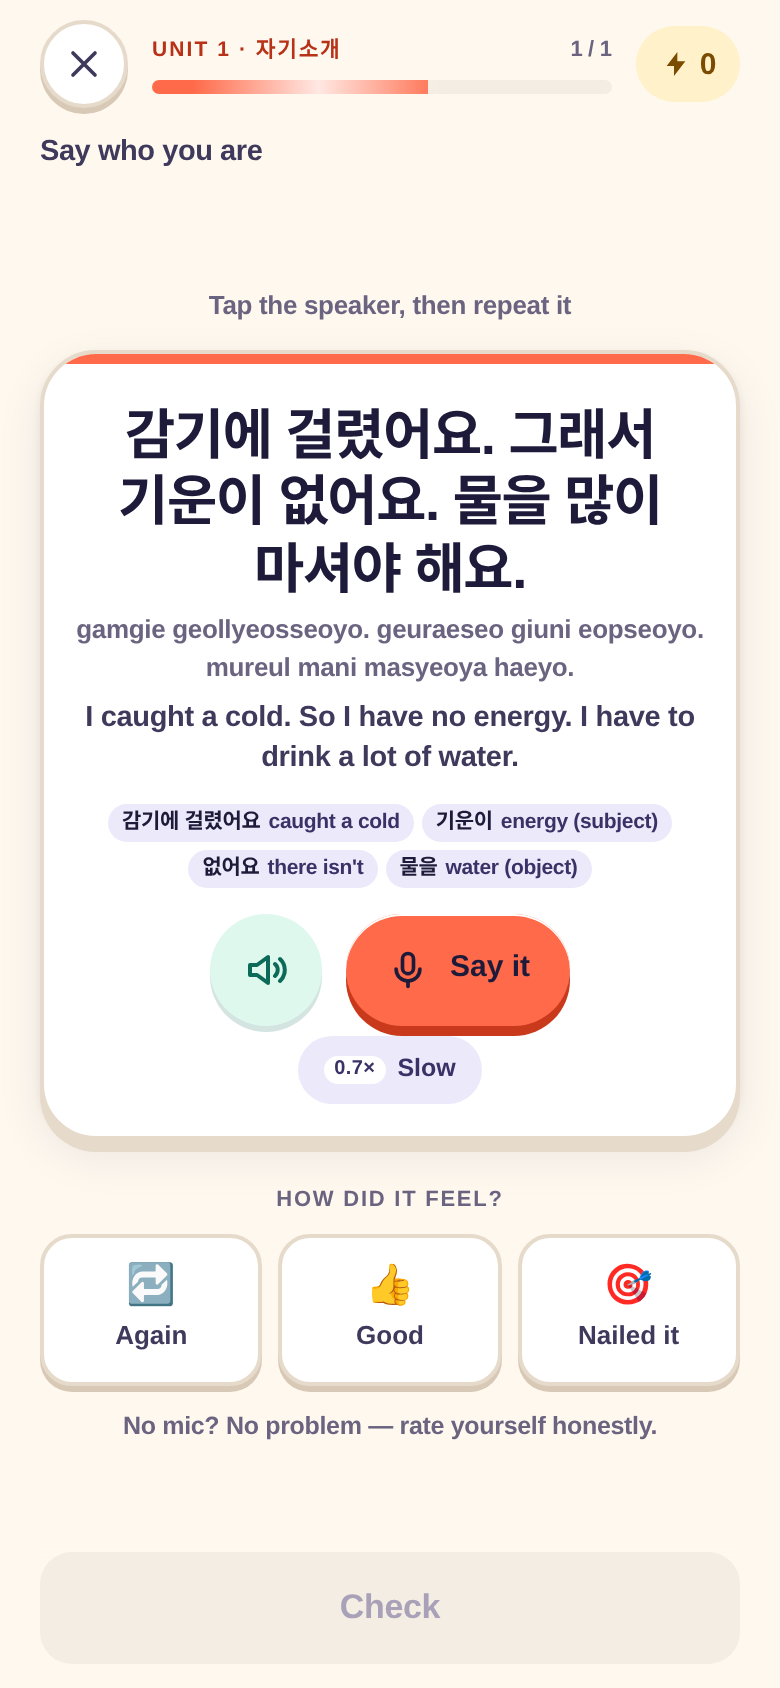 UNIT 1 · 자기소개
1 / 1
0
Say who you are
Tap the speaker, then repeat it
감기에 걸렸어요. 그래서
기운이 없어요. 물을 많이
마셔야 해요.
gamgie geollyeosseoyo. geuraeseo giuni eopseoyo.
mureul mani masyeoya haeyo.
I caught a cold. So I have no energy. I have to
drink a lot of water.
감기에 걸렸어요 caught a cold
기운이 energy (subject)
없어요 there isn't
물을 water (object)
Say it
0.7× Slow
HOW DID IT FEEL?
Again
Good
Nailed it
No mic? No problem — rate yourself honestly.
Check